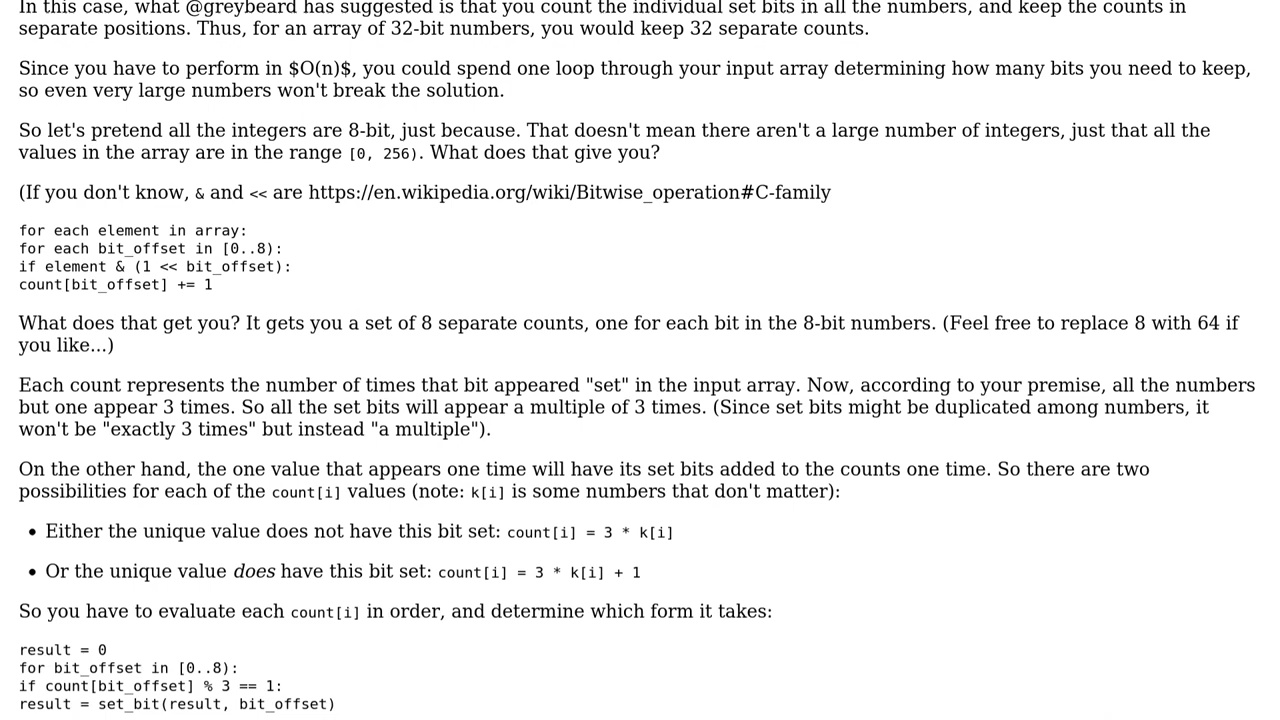 In this case, what @greybeard has suggested is that you count the individual set bits in all the numbers, and keep the counts in
separate positions. Thus, for an array of 32-bit numbers, you would keep 32 separate counts.
Since you have to perform in $O(n)$, you could spend one loop through your input array determining how many bits you need to keep,
so even very large numbers won't break the solution.
So let's pretend all the integers are 8-bit, just because. That doesn't mean there aren't a large number of integers, just that all the
values in the array are in the range [0, 256). What does that give you?
(If you don't know, & and << are https://en.wikipedia.org/wiki/Bitwise_operation#C-family
for each element in array:
for each bit_offset in [0..8):
if element & (1 << bit_offset):
count[bit_offset] += 1
What does that get you? It gets you a set of 8 separate counts, one for each bit in the 8-bit numbers. (Feel free to replace 8 with 64 if
you like...)
Each count represents the number of times that bit appeared "set" in the input array. Now, according to your premise, all the numbers
but one appear 3 times. So all the set bits will appear a multiple of 3 times. (Since set bits might be duplicated among numbers, it
won't be "exactly 3 times" but instead "a multiple").
On the other hand, the one value that appears one time will have its set bits added to the counts one time. So there are two
possibilities for each of the count[i] values (note: k[i] is some numbers that don't matter):
• Either the unique value does not have this bit set: count[i] = 3 * k[i]
• Or the unique value does have this bit set: count[i] = 3 * k[i] + 1
So you have to evaluate each count[i] in order, and determine which form it takes:
result = 0
for bit_offset in [0..8):
if count[bit_offset] % 3 == 1:
result = set_bit(result, bit_offset)